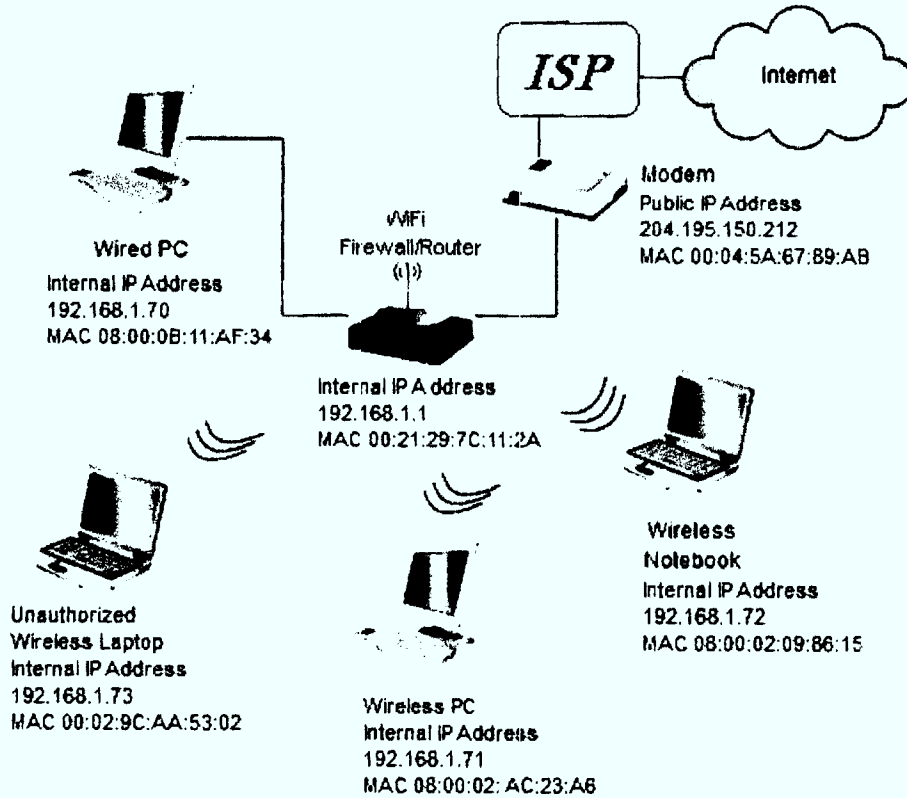 ISP
Internet
Modem
Public IP Address
204.195.150.212
MAC 00:04:5A:67:89:AB
WiFi
Firewall/Router
Wired PC
Internal IP Address
192.168.1.70
MAC 08:00:0B:11:AF:34
Internal IP Address
192.168.1.1
MAC 00:21:29:7C:11:2A
Wireless
Notebook
Internal IP Address
192.168.1.72
MAC 08:00:02:09:86:15
Unauthorized
Wireless Laptop
Internal IP Address
192.168.1.73
MAC 00:02:9C:AA:53:02
Wireless PC
Internal IP Address
192.168.1.71
MAC 08:00:02: AC:23:A6